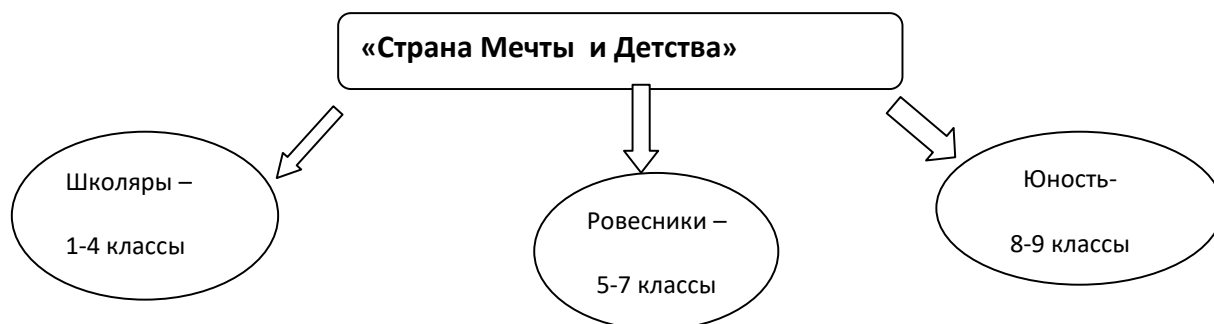 «Страна Мечты и Детства»
Школяры –
1-4 классы
Ровесники –
5-7 классы
Юность-
8-9 классы